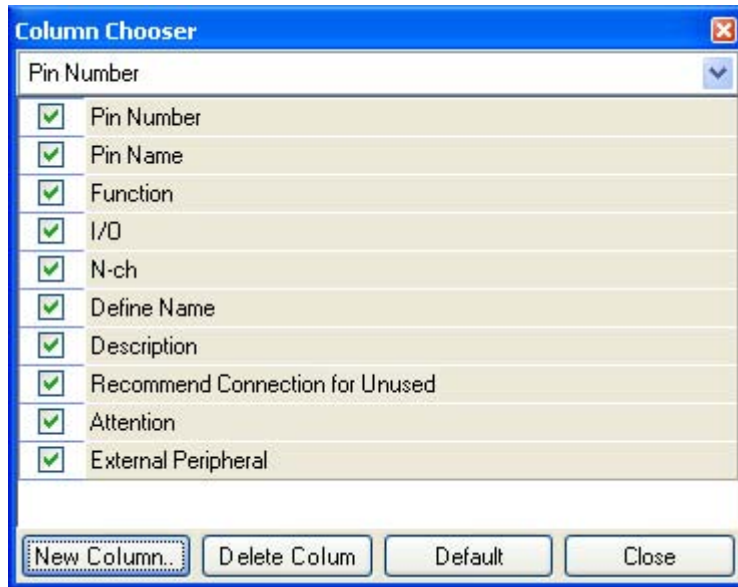 Column Chooser
Pin Number
Pin Number
Pin Name
Function
I/O
N-ch
Define Name
Description
Recommend Connection for Unused
Attention
External Peripheral
New Column.. Delete Colum Default Close